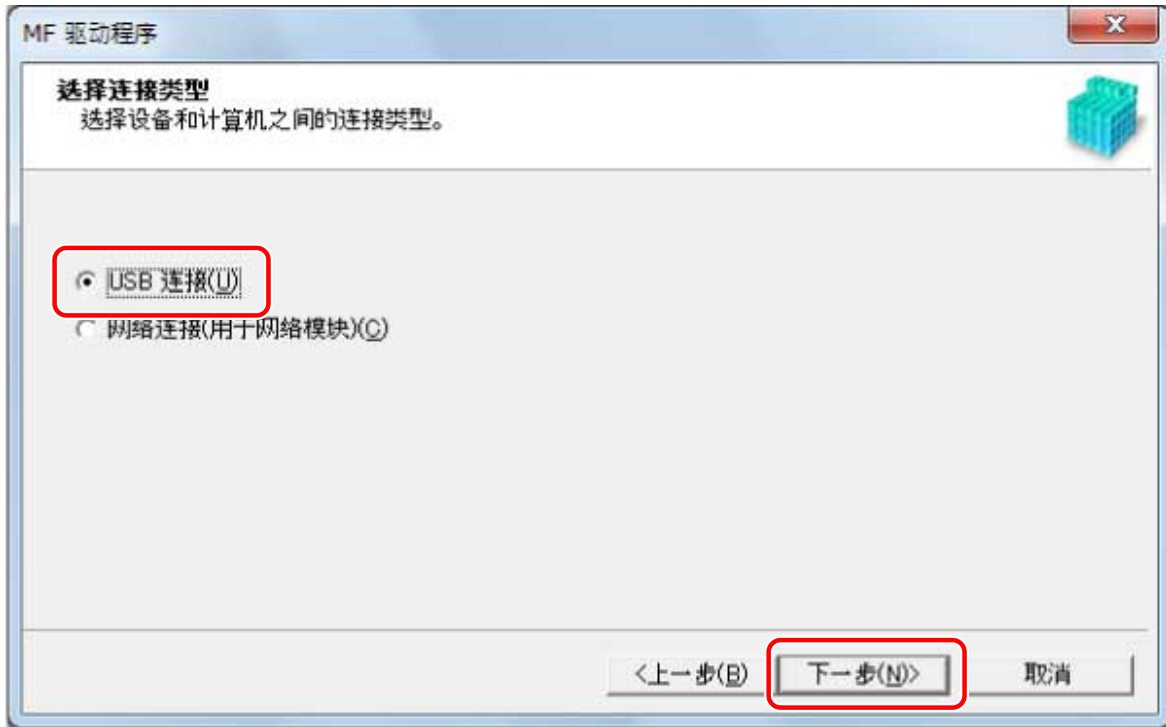 MF 驱动程序
选择连接类型
选择设备和计算机之间的连接类型。
USB 连接(U)
网络连接(用于网络模块)(C)
<上一步(B) 下一步(N)> 取消